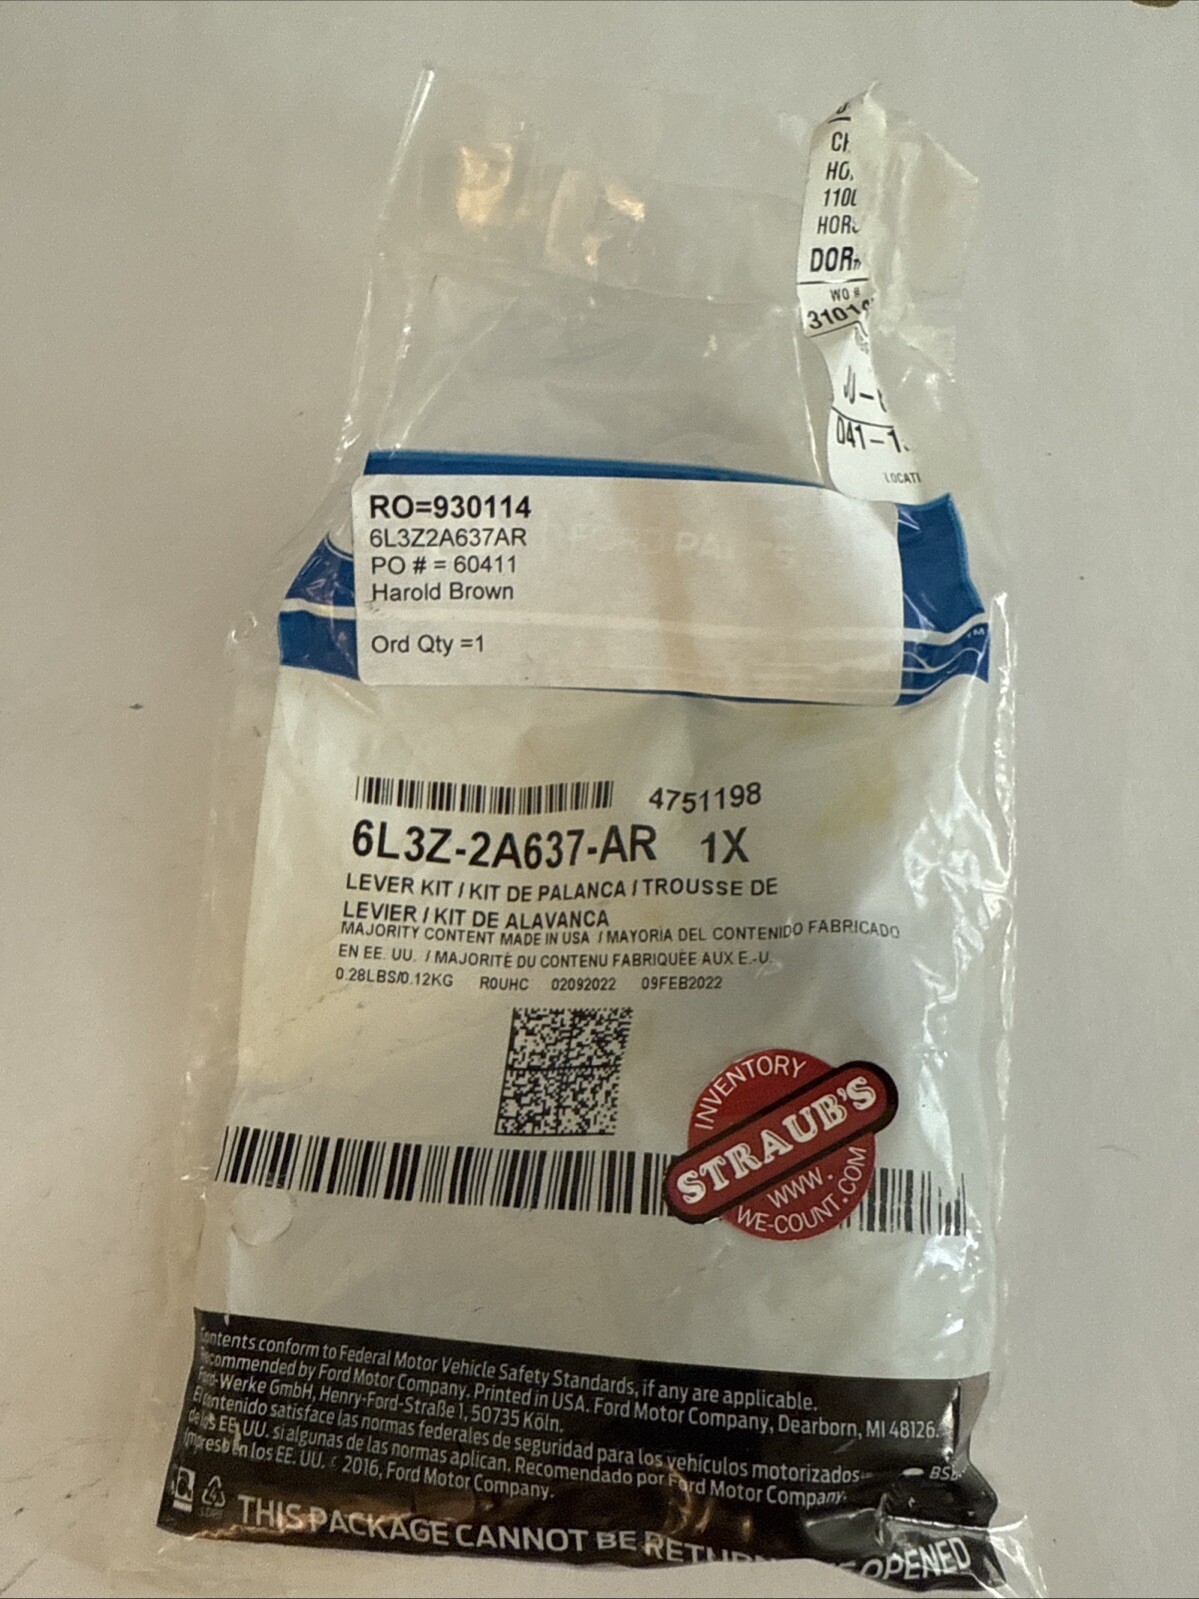 CH
HO
110
HOR
DOR
WO #
3101
041-1
LOCATI
RO=930114
6L3Z2A637AR
PO # = 60411
Harold Brown
Ord Qty =1
FORD PARTS
TM
4751198
6L3Z-2A637-AR 1X
LEVER KIT / KIT DE PALANCA / TROUSSE DE
LEVIER / KIT DE ALAVANCA
MAJORITY CONTENT MADE IN USA / MAYORÍA DEL CONTENIDO FABRICADO
EN EE. UU. / MAJORITÉ DU CONTENU FABRIQUÉE AUX E.-U.
0.28LBS/0.12KG R0UHC 02092022 09FEB2022
INVENTORY
STRAUB'S
WWW.
WE-COUNT.COM
Contents conform to Federal Motor Vehicle Safety Standards, if any are applicable.
Recommended by Ford Motor Company. Printed in USA. Ford Motor Company, Dearborn, MI 48126.
Ford-Werke GmbH, Henry-Ford-Straße 1, 50735 Köln.
El contenido satisface las normas federales de seguridad para los vehículos motorizados
de los EE. UU. si algunas de las normas aplican. Recomendado por Ford Motor Company.
Impreso en los EE. UU. © 2016, Ford Motor Company.
THIS PACKAGE CANNOT BE OPENED